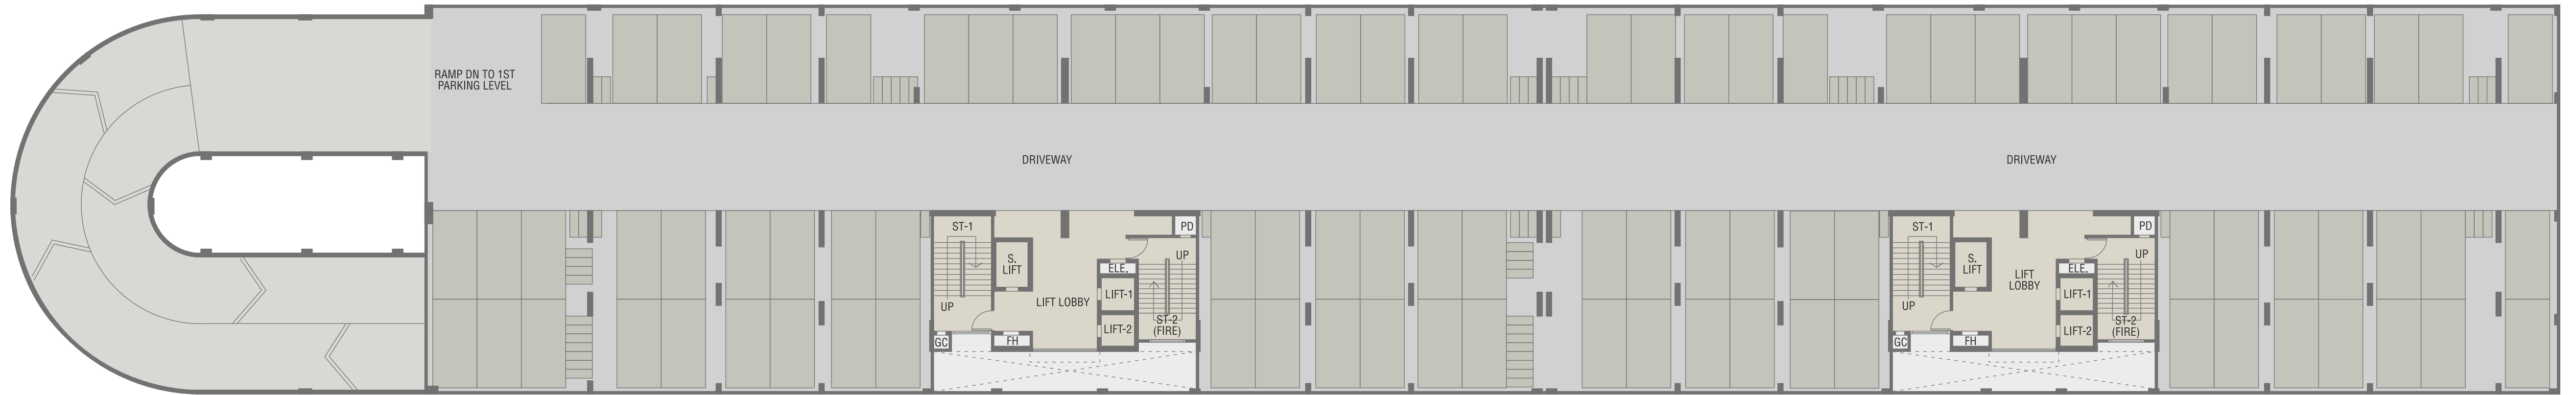 RAMP DN TO 1ST
PARKING LEVEL
DRIVEWAY
DRIVEWAY
ST-1
S.
LIFT
UP
GC
FH
LIFT LOBBY
ELE.
LIFT-1
LIFT-2
PD
UP
ST-2
(FIRE)
ST-1
S.
LIFT
UP
GC
FH
LIFT
LOBBY
ELE.
LIFT-1
LIFT-2
PD
UP
ST-2
(FIRE)